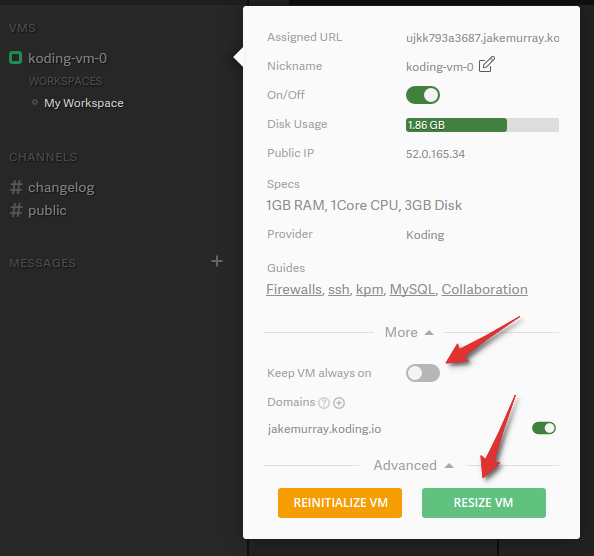 VMS
koding-vm-0
WORKSPACES
My Workspace
CHANNELS
# changelog
# public
MESSAGES +
Assigned URL ujkk793a3687.jakemurray.ko
Nickname koding-vm-0
On/Off
Disk Usage 1.86 GB
Public IP 52.0.165.34
Specs
1GB RAM, 1Core CPU, 3GB Disk
Provider Koding
Guides
Firewalls, ssh, kpm, MySQL, Collaboration
More
Keep VM always on
Domains ? +
jakemurray.koding.io
Advanced
REINITIALIZE VM RESIZE VM